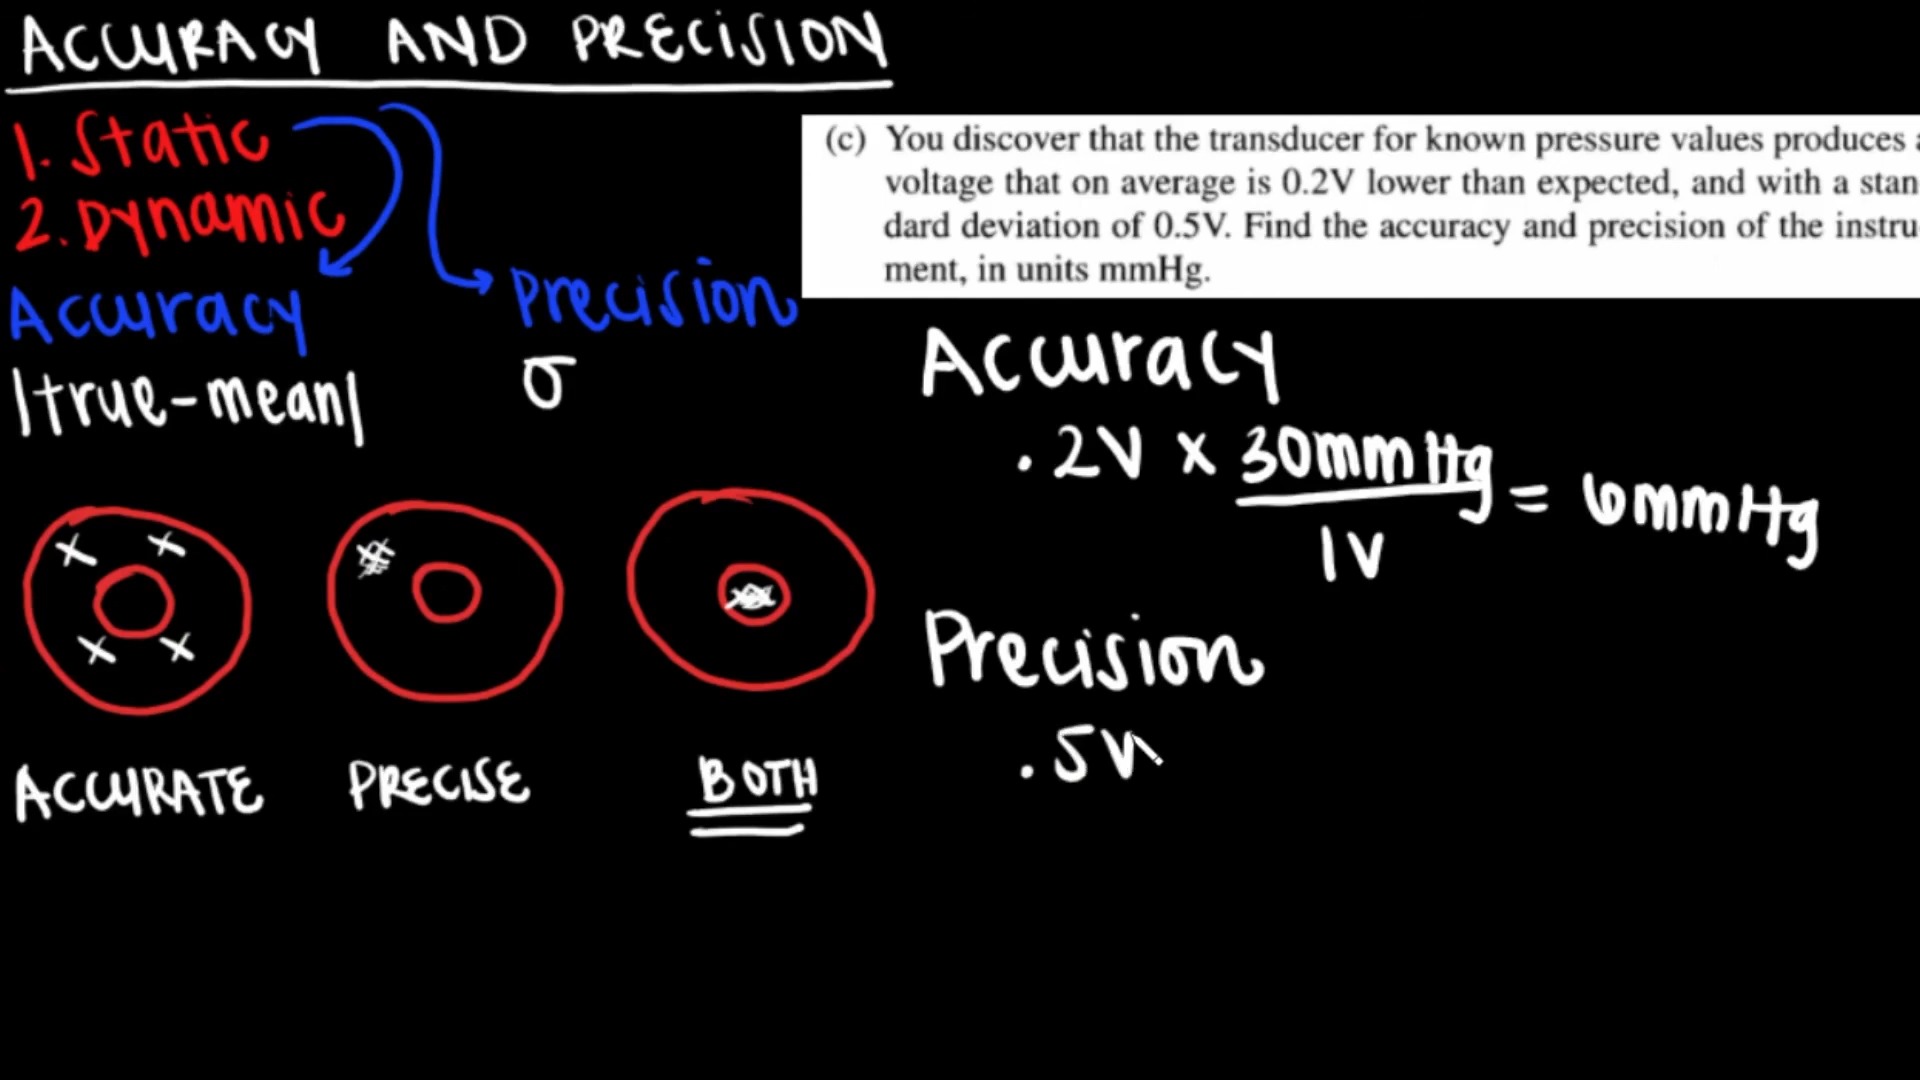 ACCURACY AND PRECISION
1. Static
2. Dynamic
Accuracy
Precision
|true-mean|
σ
ACCURATE
PRECISE
BOTH
(c) You discover that the transducer for known pressure values produces a
voltage that on average is 0.2V lower than expected, and with a stan-
dard deviation of 0.5V. Find the accuracy and precision of the instru-
ment, in units mmHg.
Accuracy
.2V x 30mmHg = 6mmHg
1V
Precision
.5V